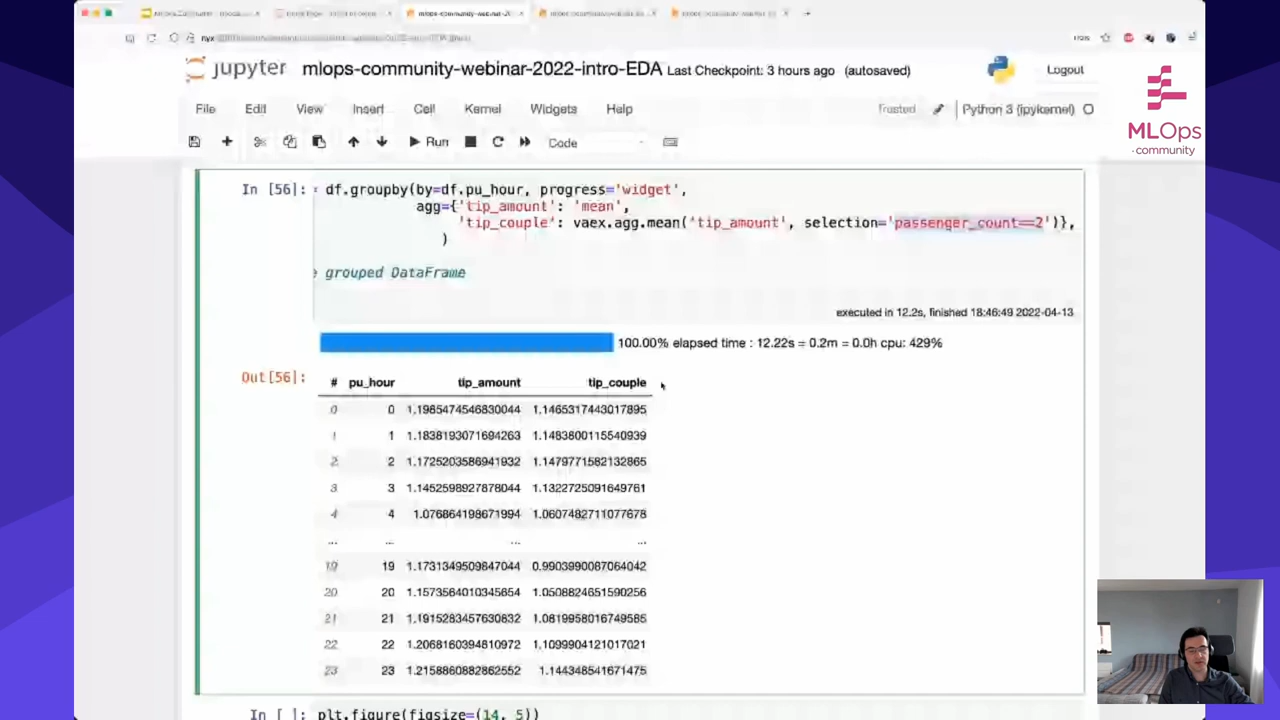 jupyter mlops-community-webinar-2022-intro-EDA Last Checkpoint: 3 hours ago (autosaved) Logout
File Edit View Insert Cell Kernel Widgets Help Trusted Python 3 (ipykernel)
Run Code
MLOps
community
In [56]: df.groupby(by=df.pu_hour, progress='widget',
agg={'tip_amount': 'mean',
'tip_couple': vaex.agg.mean('tip_amount', selection='passenger_count==2')},
)
e grouped DataFrame
executed in 12.2s, finished 18:46:49 2022-04-13
100.00% elapsed time : 12.22s = 0.2m = 0.0h cpu: 429%
Out[56]: # pu_hour tip_amount tip_couple
0 0 1.1985474546830044 1.1465317443017895
1 1 1.1838193071694263 1.1483800115540939
2 2 1.1725203586941932 1.1479771582132865
3 3 1.1452598927878044 1.1322725091649761
4 4 1.076864198671994 1.0607482711077678
... ... ... ...
19 19 1.1731349509847044 0.9903990087064042
20 20 1.1573564010345654 1.0508824651590256
21 21 1.1915283457630832 1.0819958016749585
22 22 1.2068160394810972 1.1099904121017021
23 23 1.2158860882862552 1.144348541671475
In [ ]: plt.figure(figsize=(14, 5))